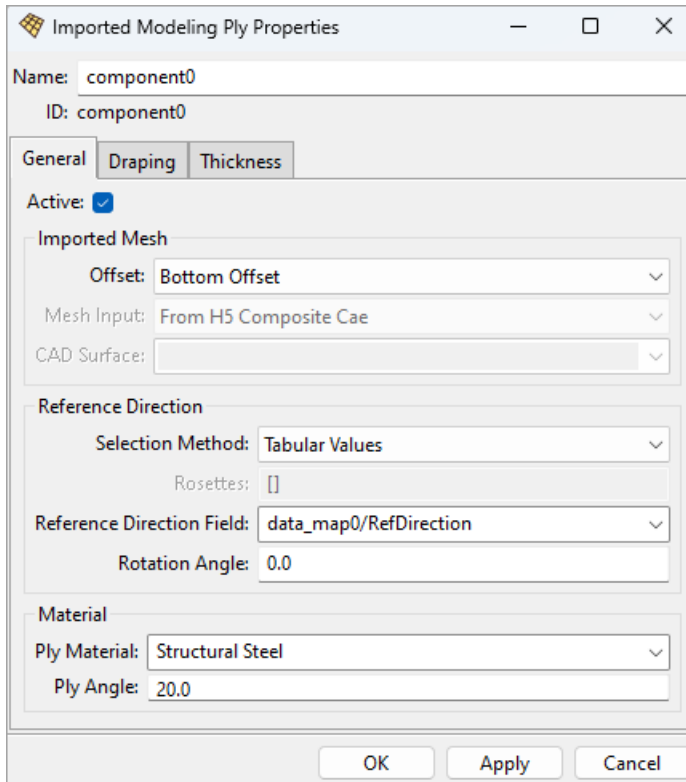 Imported Modeling Ply Properties
Name: component0
ID: component0
General Draping Thickness
Active:
Imported Mesh
Offset: Bottom Offset
Mesh Input: From H5 Composite Cae
CAD Surface:
Reference Direction
Selection Method: Tabular Values
Rosettes: []
Reference Direction Field: data_map0/RefDirection
Rotation Angle: 0.0
Material
Ply Material: Structural Steel
Ply Angle: 20.0
OK Apply Cancel